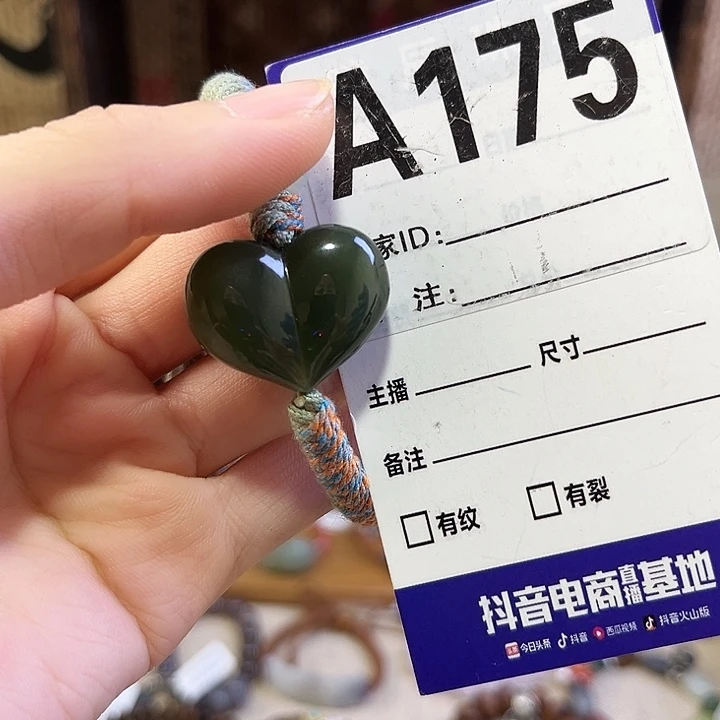 A175
家ID:
注:
主播 尺寸
备注
有纹 有裂
抖音电商直播基地
今日头条 抖音 西瓜视频 抖音火山版